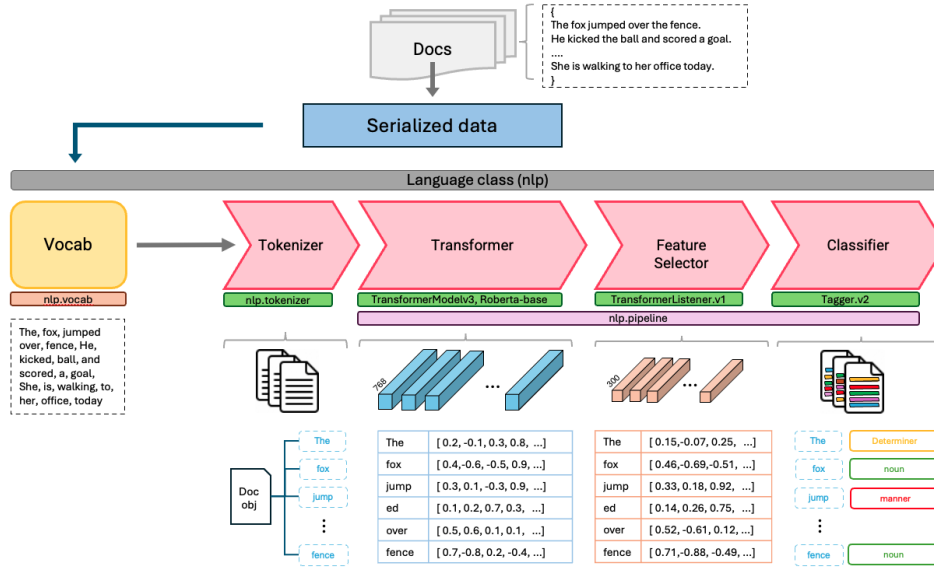 Docs
{
The fox jumped over the fence.
He kicked the ball and scored a goal.
....
She is walking to her office today.
}
Serialized data
Language class (nlp)
Vocab
Tokenizer
Transformer
Feature
Selector
Classifier
nlp.vocab
nlp.tokenizer
TransformerModelv3, Roberta-base
TransformerListener.v1
Tagger.v2
nlp.pipeline
The, fox, jumped
over, fence, He,
kicked, ball, and
scored, a, goal,
She, is, walking, to,
her, office, today
768
...
300
...
Doc
obj
The
fox
jump
⋮
fence
The [ 0.2, -0.1, 0.3, 0.8, ...]
fox [ 0.4,-0.6, -0.5, 0.9, ...]
jump [ 0.3, 0.1, -0.3, 0.9, ...]
ed [ 0.1, 0.2, 0.7, 0.3, ...]
over [ 0.5, 0.6, 0.1, 0.1, ...]
fence [ 0.7,-0.8, 0.2, -0.4, ...]
The [ 0.15,-0.07, 0.25, ...]
fox [ 0.46,-0.69,-0.51, ...]
jump [ 0.33, 0.18, 0.92, ...]
ed [ 0.14, 0.26, 0.75, ...]
over [ 0.52, -0.61, 0.12, ...]
fence [ 0.71,-0.88, -0.49, ...]
The Determiner
fox noun
jump manner
⋮
fence noun